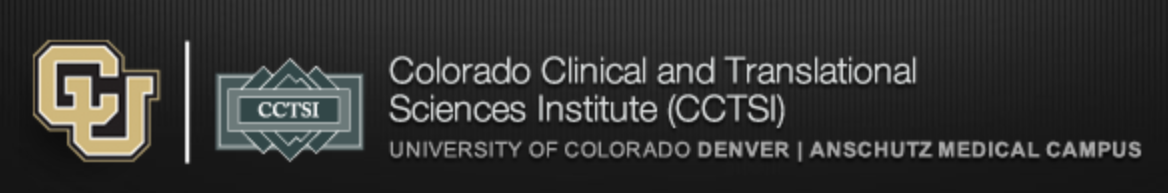 CU
CCTSI
Colorado Clinical and Translational
Sciences Institute (CCTSI)
UNIVERSITY OF COLORADO DENVER | ANSCHUTZ MEDICAL CAMPUS